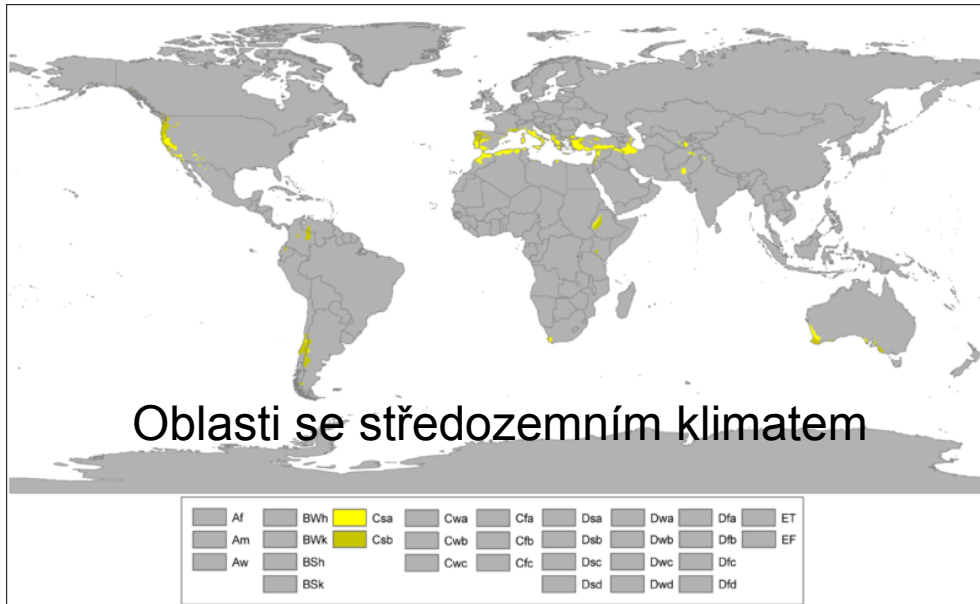 Oblasti se středozemním klimatem
Af BWh Csa Cwa Cfa Dsa Dwa Dfa ET
Am BWk Csb Cwb Cfb Dsb Dwb Dfb EF
Aw BSh Cwc Cfc Dsc Dwc Dfc
BSk Dsd Dwd Dfd